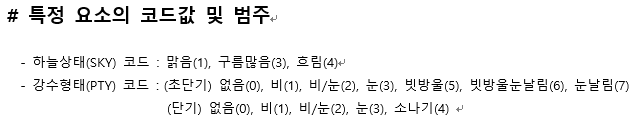 # 특정 요소의 코드값 및 범주
- 하늘상태(SKY) 코드 : 맑음(1), 구름많음(3), 흐림(4)
- 강수형태(PTY) 코드 : (초단기) 없음(0), 비(1), 비/눈(2), 눈(3), 빗방울(5), 빗방울눈날림(6), 눈날림(7)
(단기) 없음(0), 비(1), 비/눈(2), 눈(3), 소나기(4)